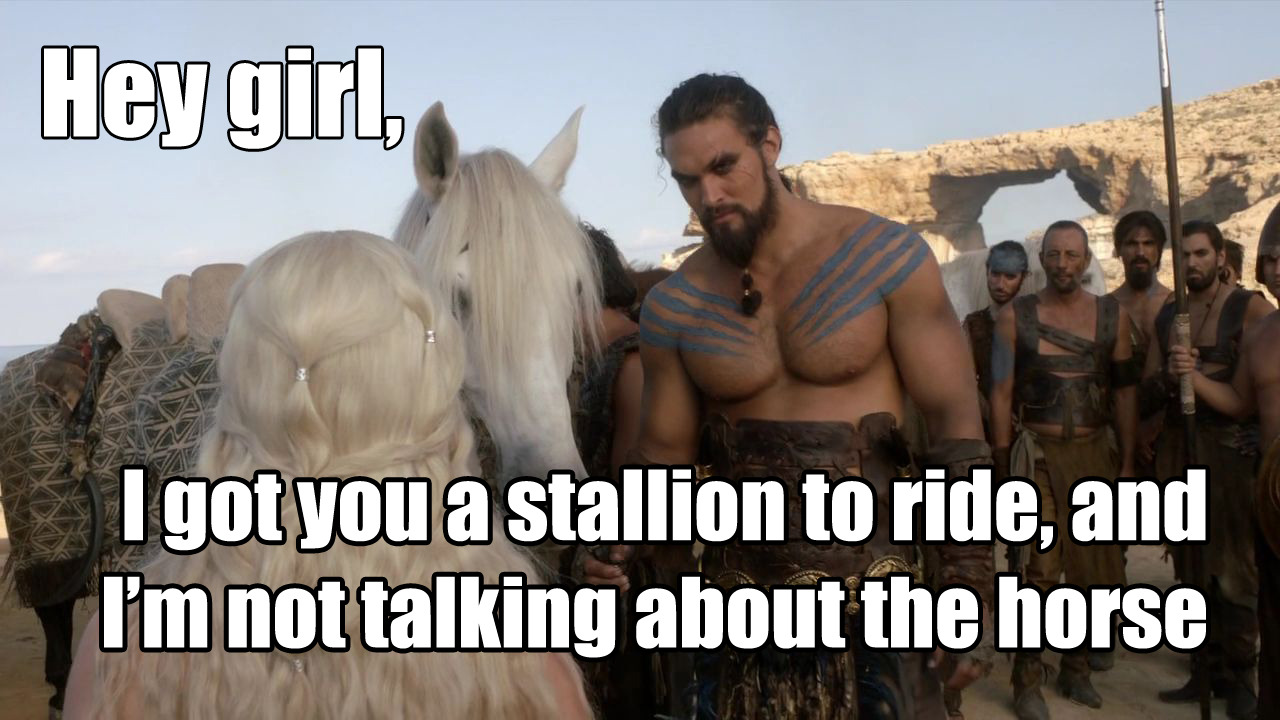 Hey girl,
I got you a stallion to ride, and
I’m not talking about the horse